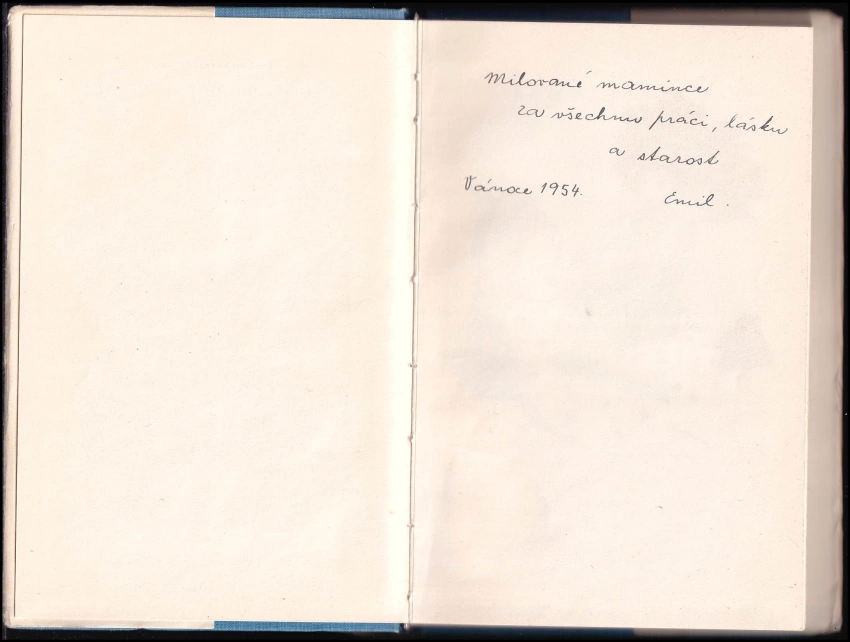 Milované mamince
za všechnu práci, lásku
a starost
Vánoce 1954.
Emil.